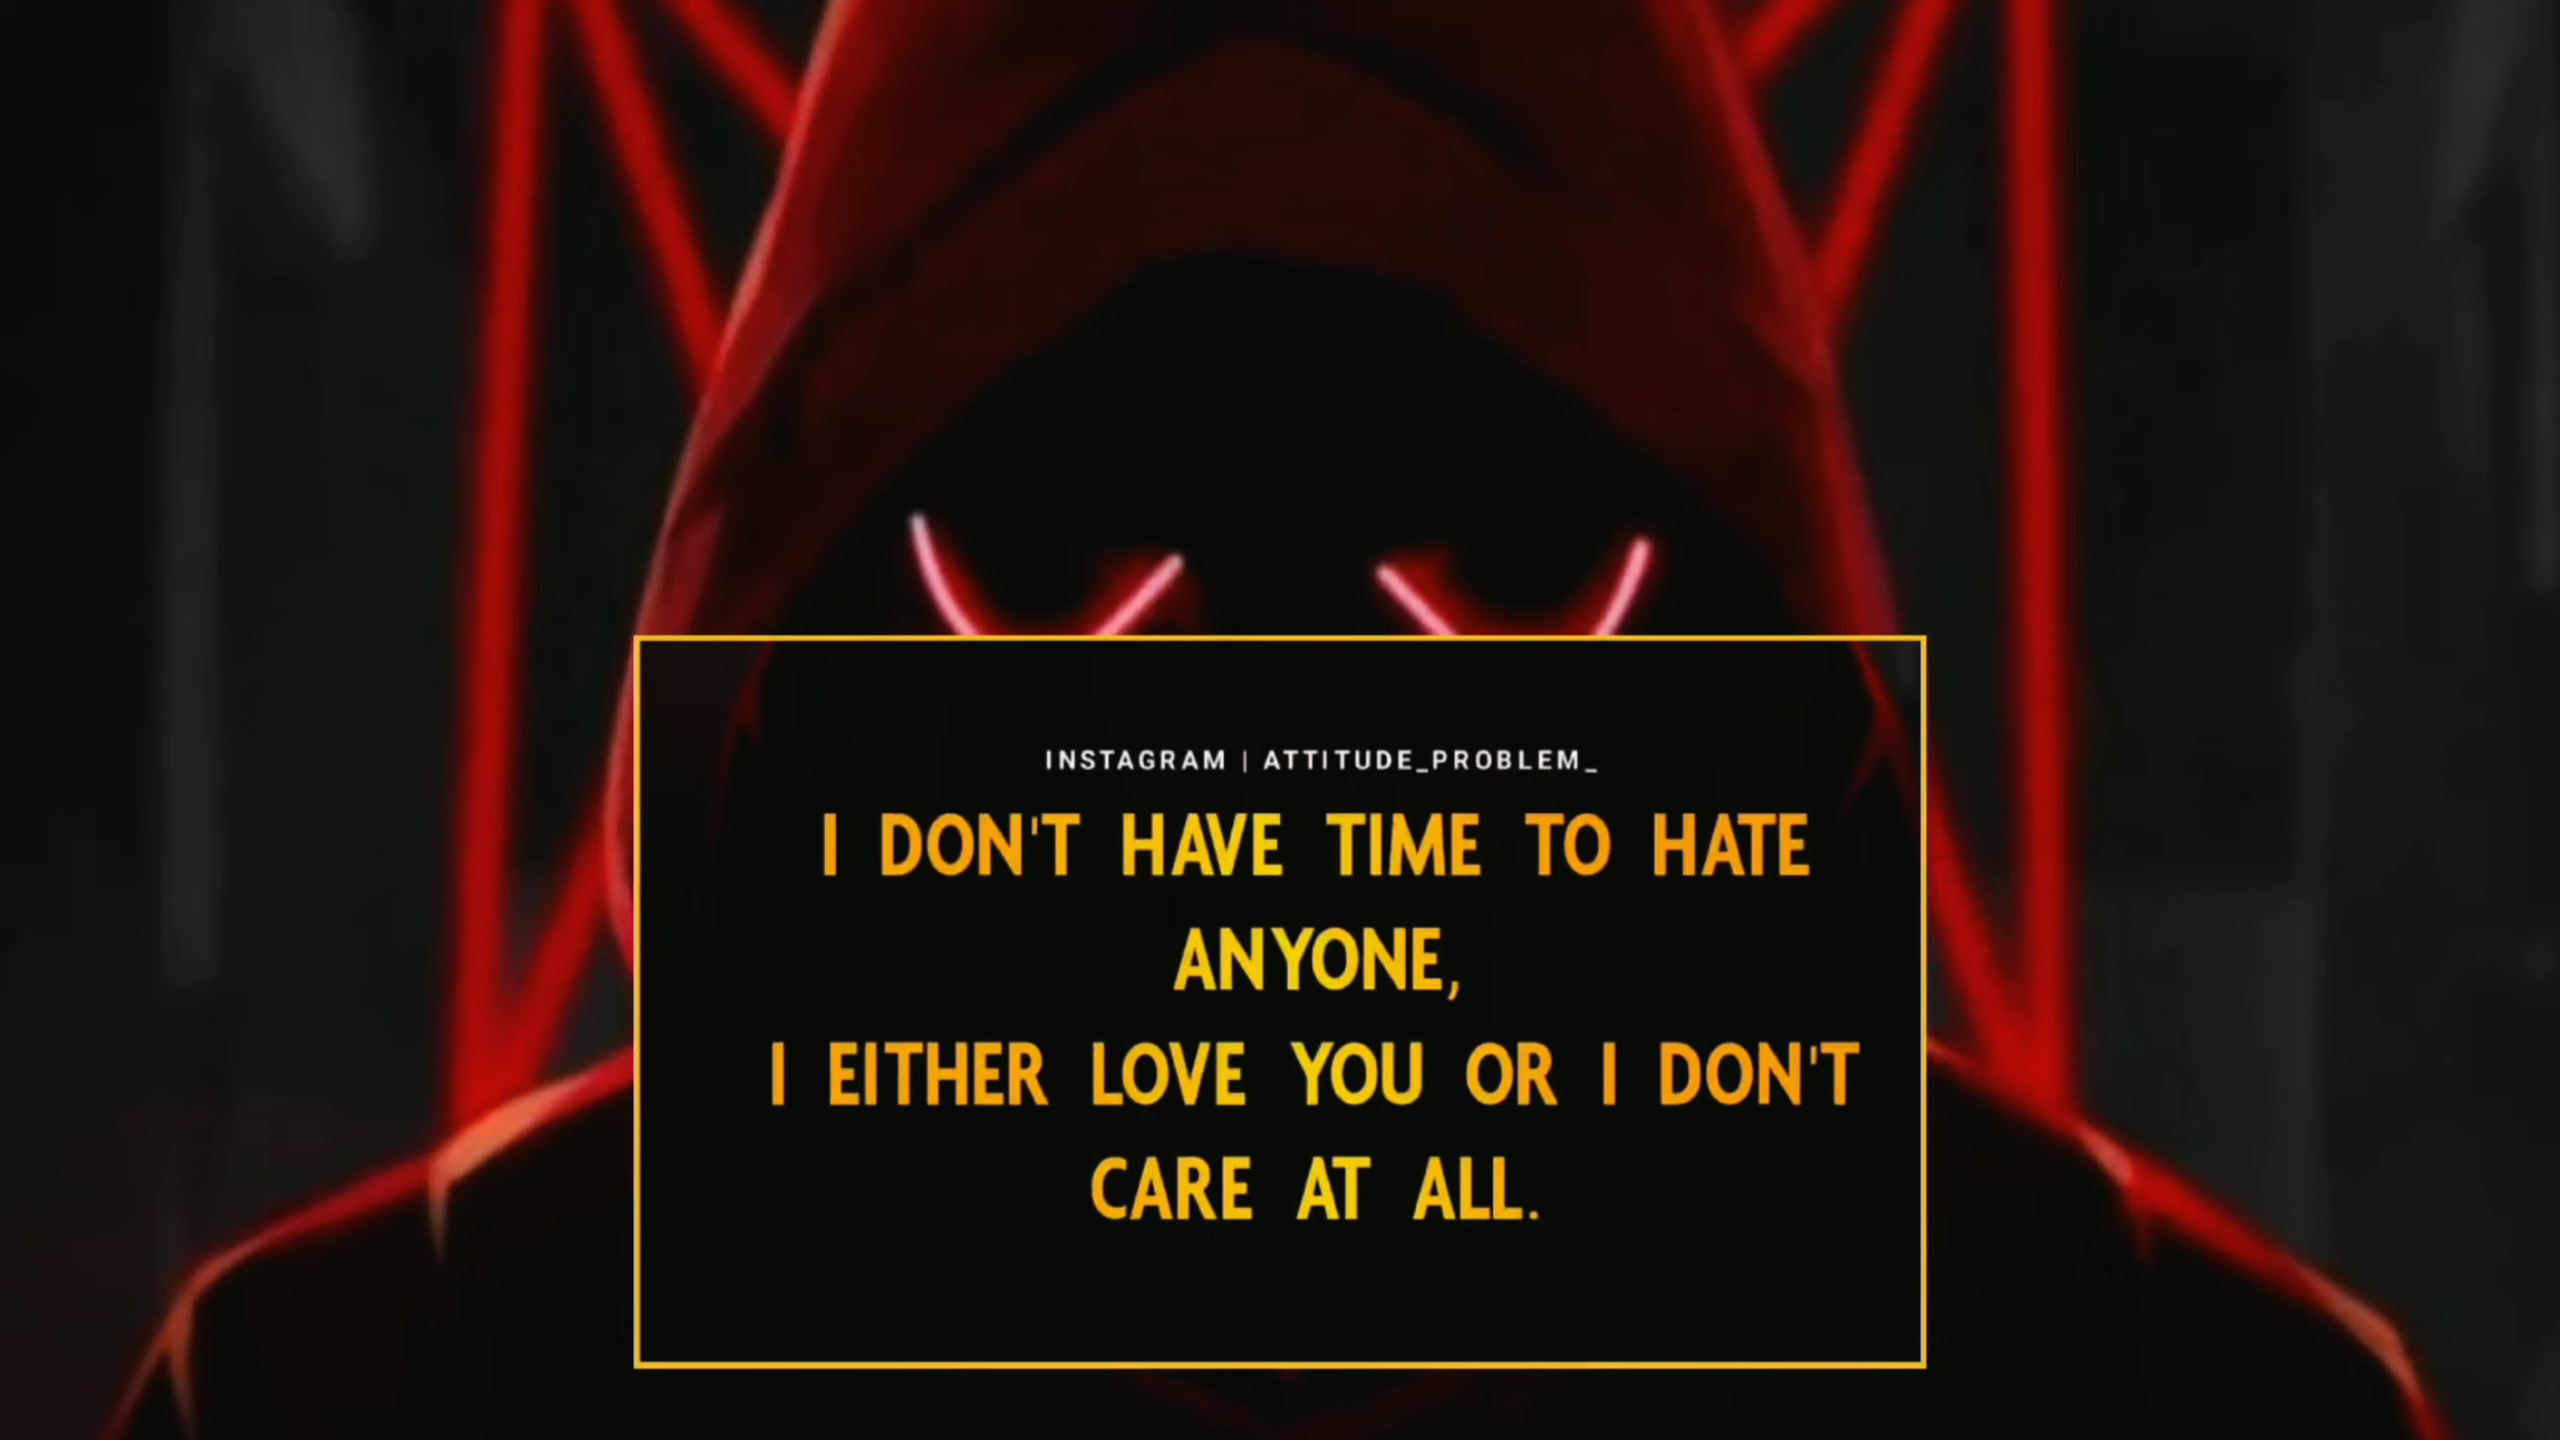 INSTAGRAM | ATTITUDE_PROBLEM_
I DON'T HAVE TIME TO HATE
ANYONE,
I EITHER LOVE YOU OR I DON'T
CARE AT ALL.